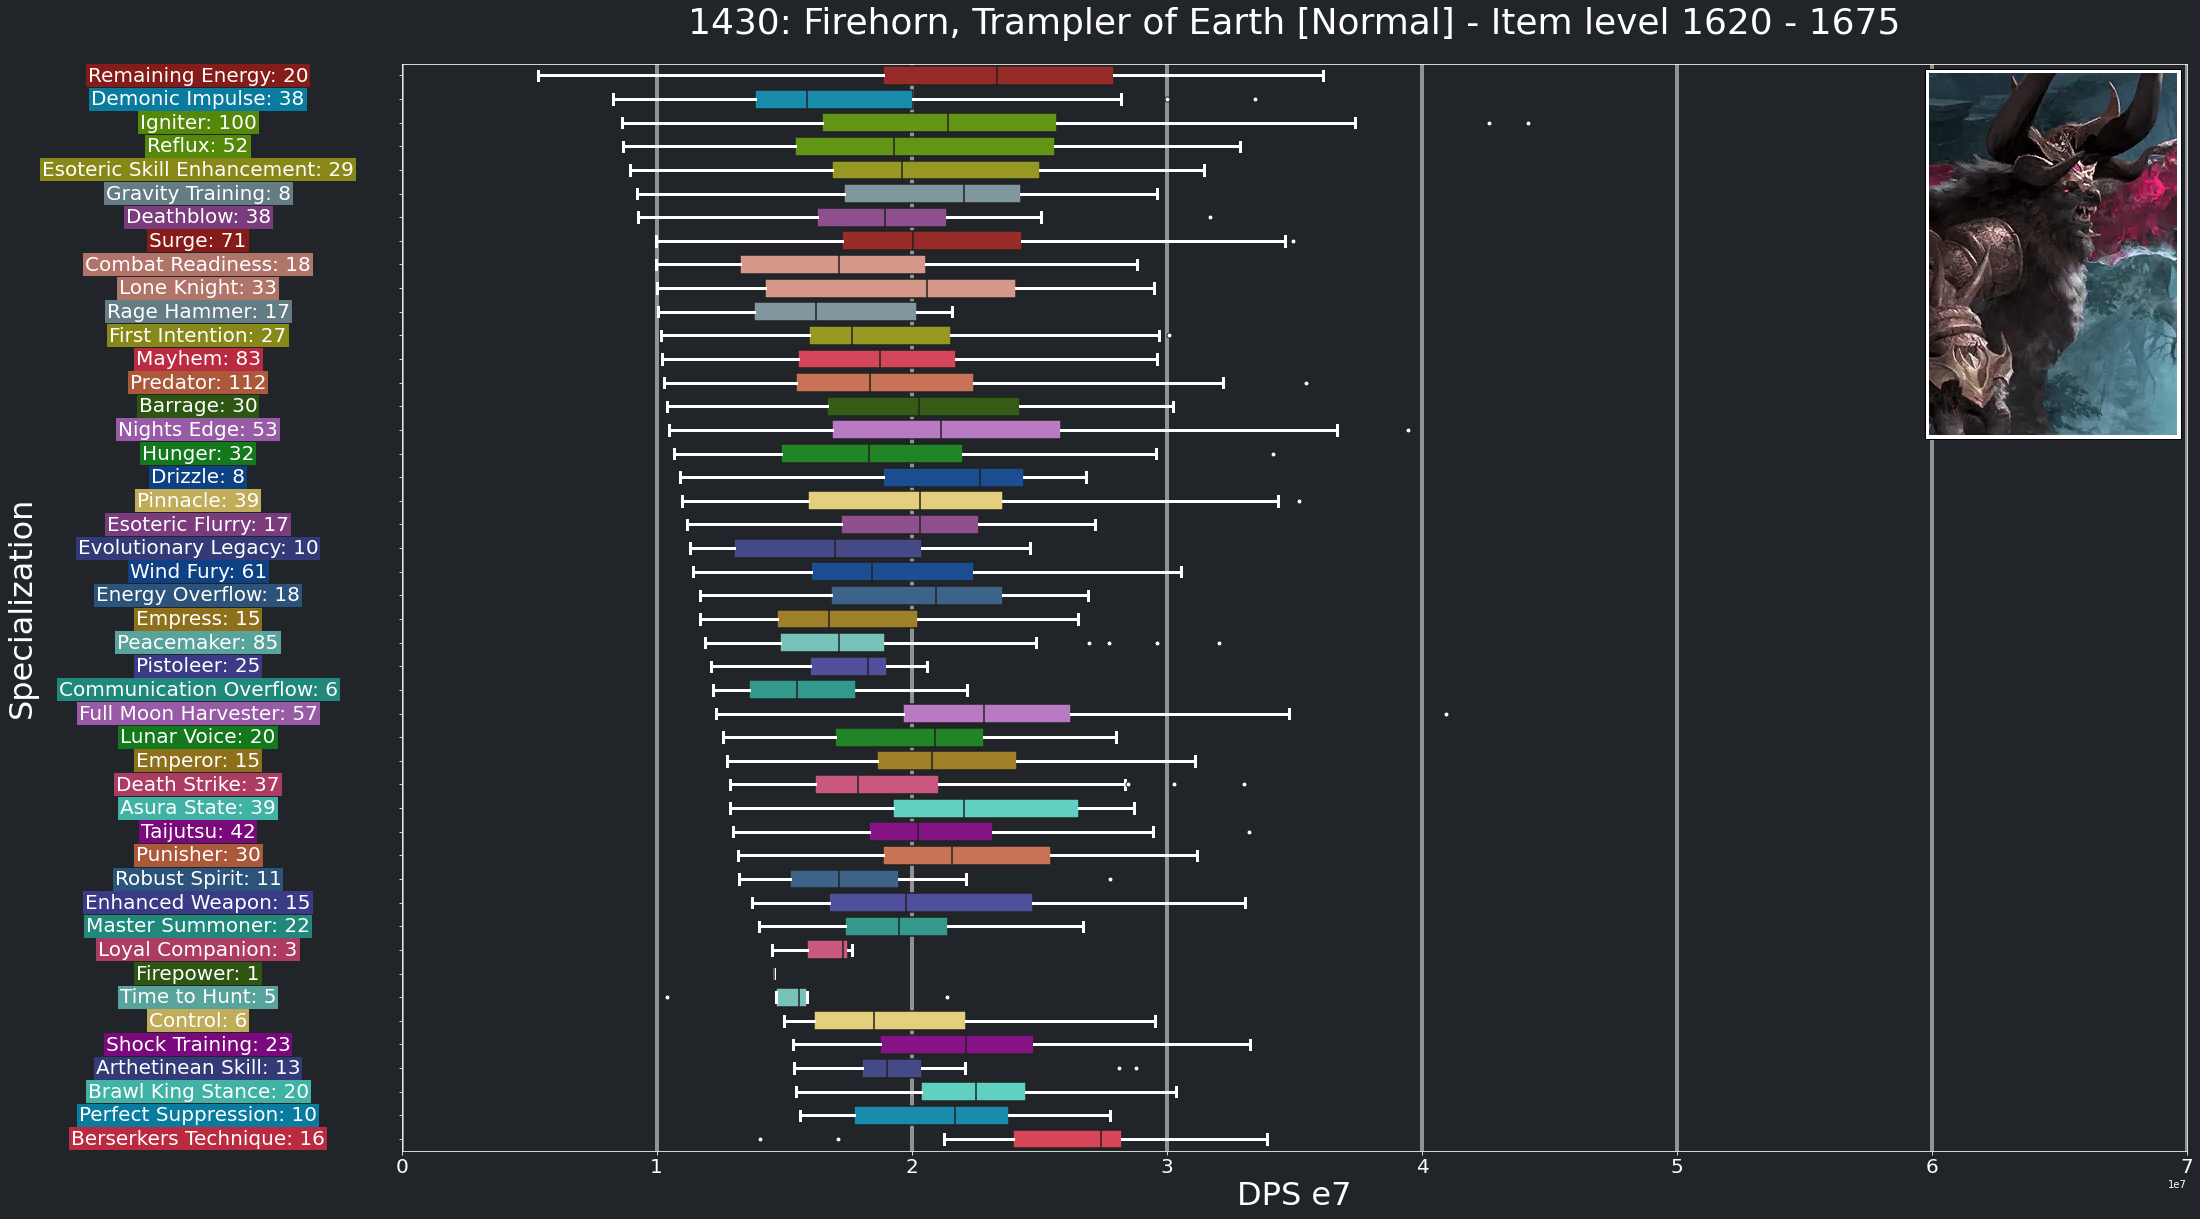 1430: Firehorn, Trampler of Earth [Normal] - Item level 1620 - 1675
Remaining Energy: 20
Demonic Impulse: 38
Igniter: 100
Reflux: 52
Esoteric Skill Enhancement: 29
Gravity Training: 8
Deathblow: 38
Surge: 71
Combat Readiness: 18
Lone Knight: 33
Rage Hammer: 17
First Intention: 27
Mayhem: 83
Predator: 112
Barrage: 30
Nights Edge: 53
Hunger: 32
Drizzle: 8
Pinnacle: 39
Esoteric Flurry: 17
Evolutionary Legacy: 10
Wind Fury: 61
Energy Overflow: 18
Empress: 15
Peacemaker: 85
Pistoleer: 25
Communication Overflow: 6
Full Moon Harvester: 57
Lunar Voice: 20
Emperor: 15
Death Strike: 37
Asura State: 39
Taijutsu: 42
Punisher: 30
Robust Spirit: 11
Enhanced Weapon: 15
Master Summoner: 22
Loyal Companion: 3
Firepower: 1
Time to Hunt: 5
Control: 6
Shock Training: 23
Arthetinean Skill: 13
Brawl King Stance: 20
Perfect Suppression: 10
Berserkers Technique: 16
Specialization
0 1 2 3 4 5 6 7
1e7
DPS e7